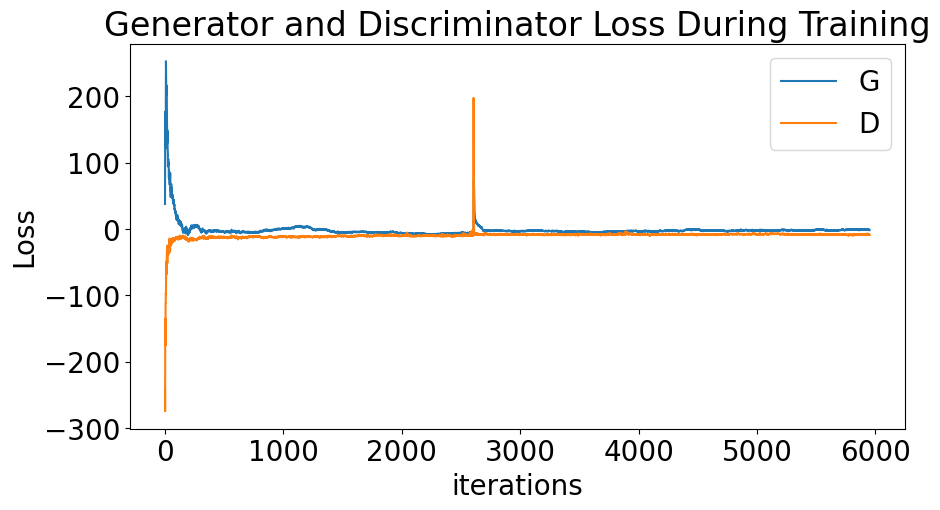 Generator and Discriminator Loss During Training
G
D
200
100
0
−100
−200
−300
Loss
0 1000 2000 3000 4000 5000 6000
iterations